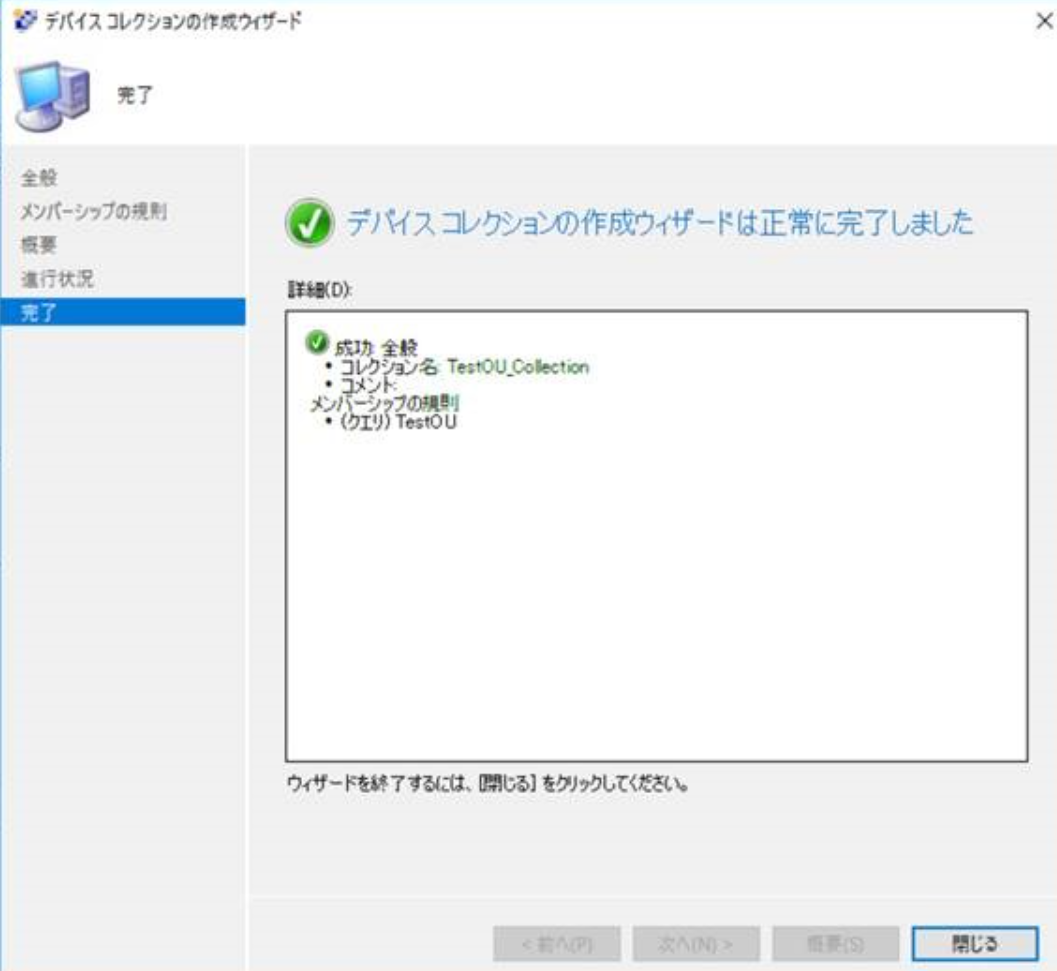 デバイス コレクションの作成ウィザード
完了
全般
メンバーシップの規則
概要
進行状況
完了
デバイス コレクションの作成ウィザードは正常に完了しました
詳細(D):
成功: 全般
• コレクション名: TestOU_Collection
• コメント:
メンバーシップの規則
• (クエリ) TestOU
ウィザードを終了するには、[閉じる] をクリックしてください。
< 前へ(P)
次へ(N) >
概要(S)
閉じる